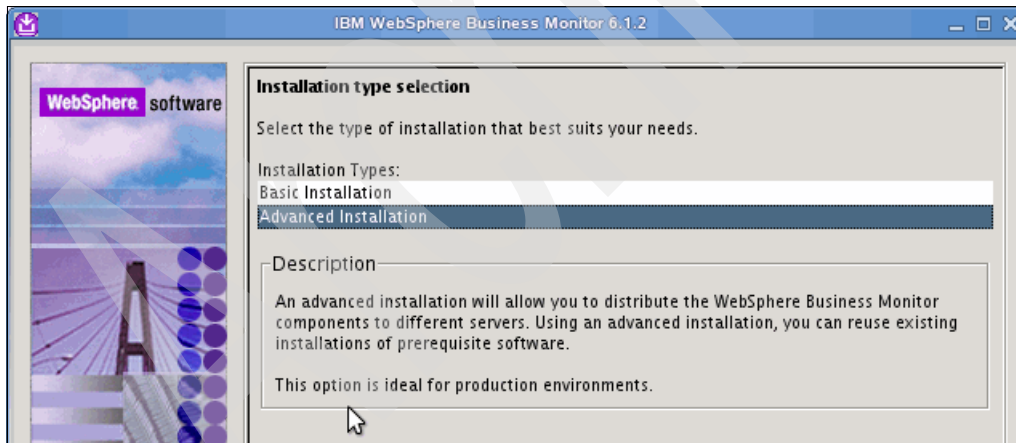 IBM WebSphere Business Monitor 6.1.2
WebSphere software
Installation type selection
Select the type of installation that best suits your needs.
Installation Types:
Basic Installation
Advanced Installation
Description
An advanced installation will allow you to distribute the WebSphere Business Monitor
components to different servers. Using an advanced installation, you can reuse existing
installations of prerequisite software.
This option is ideal for production environments.